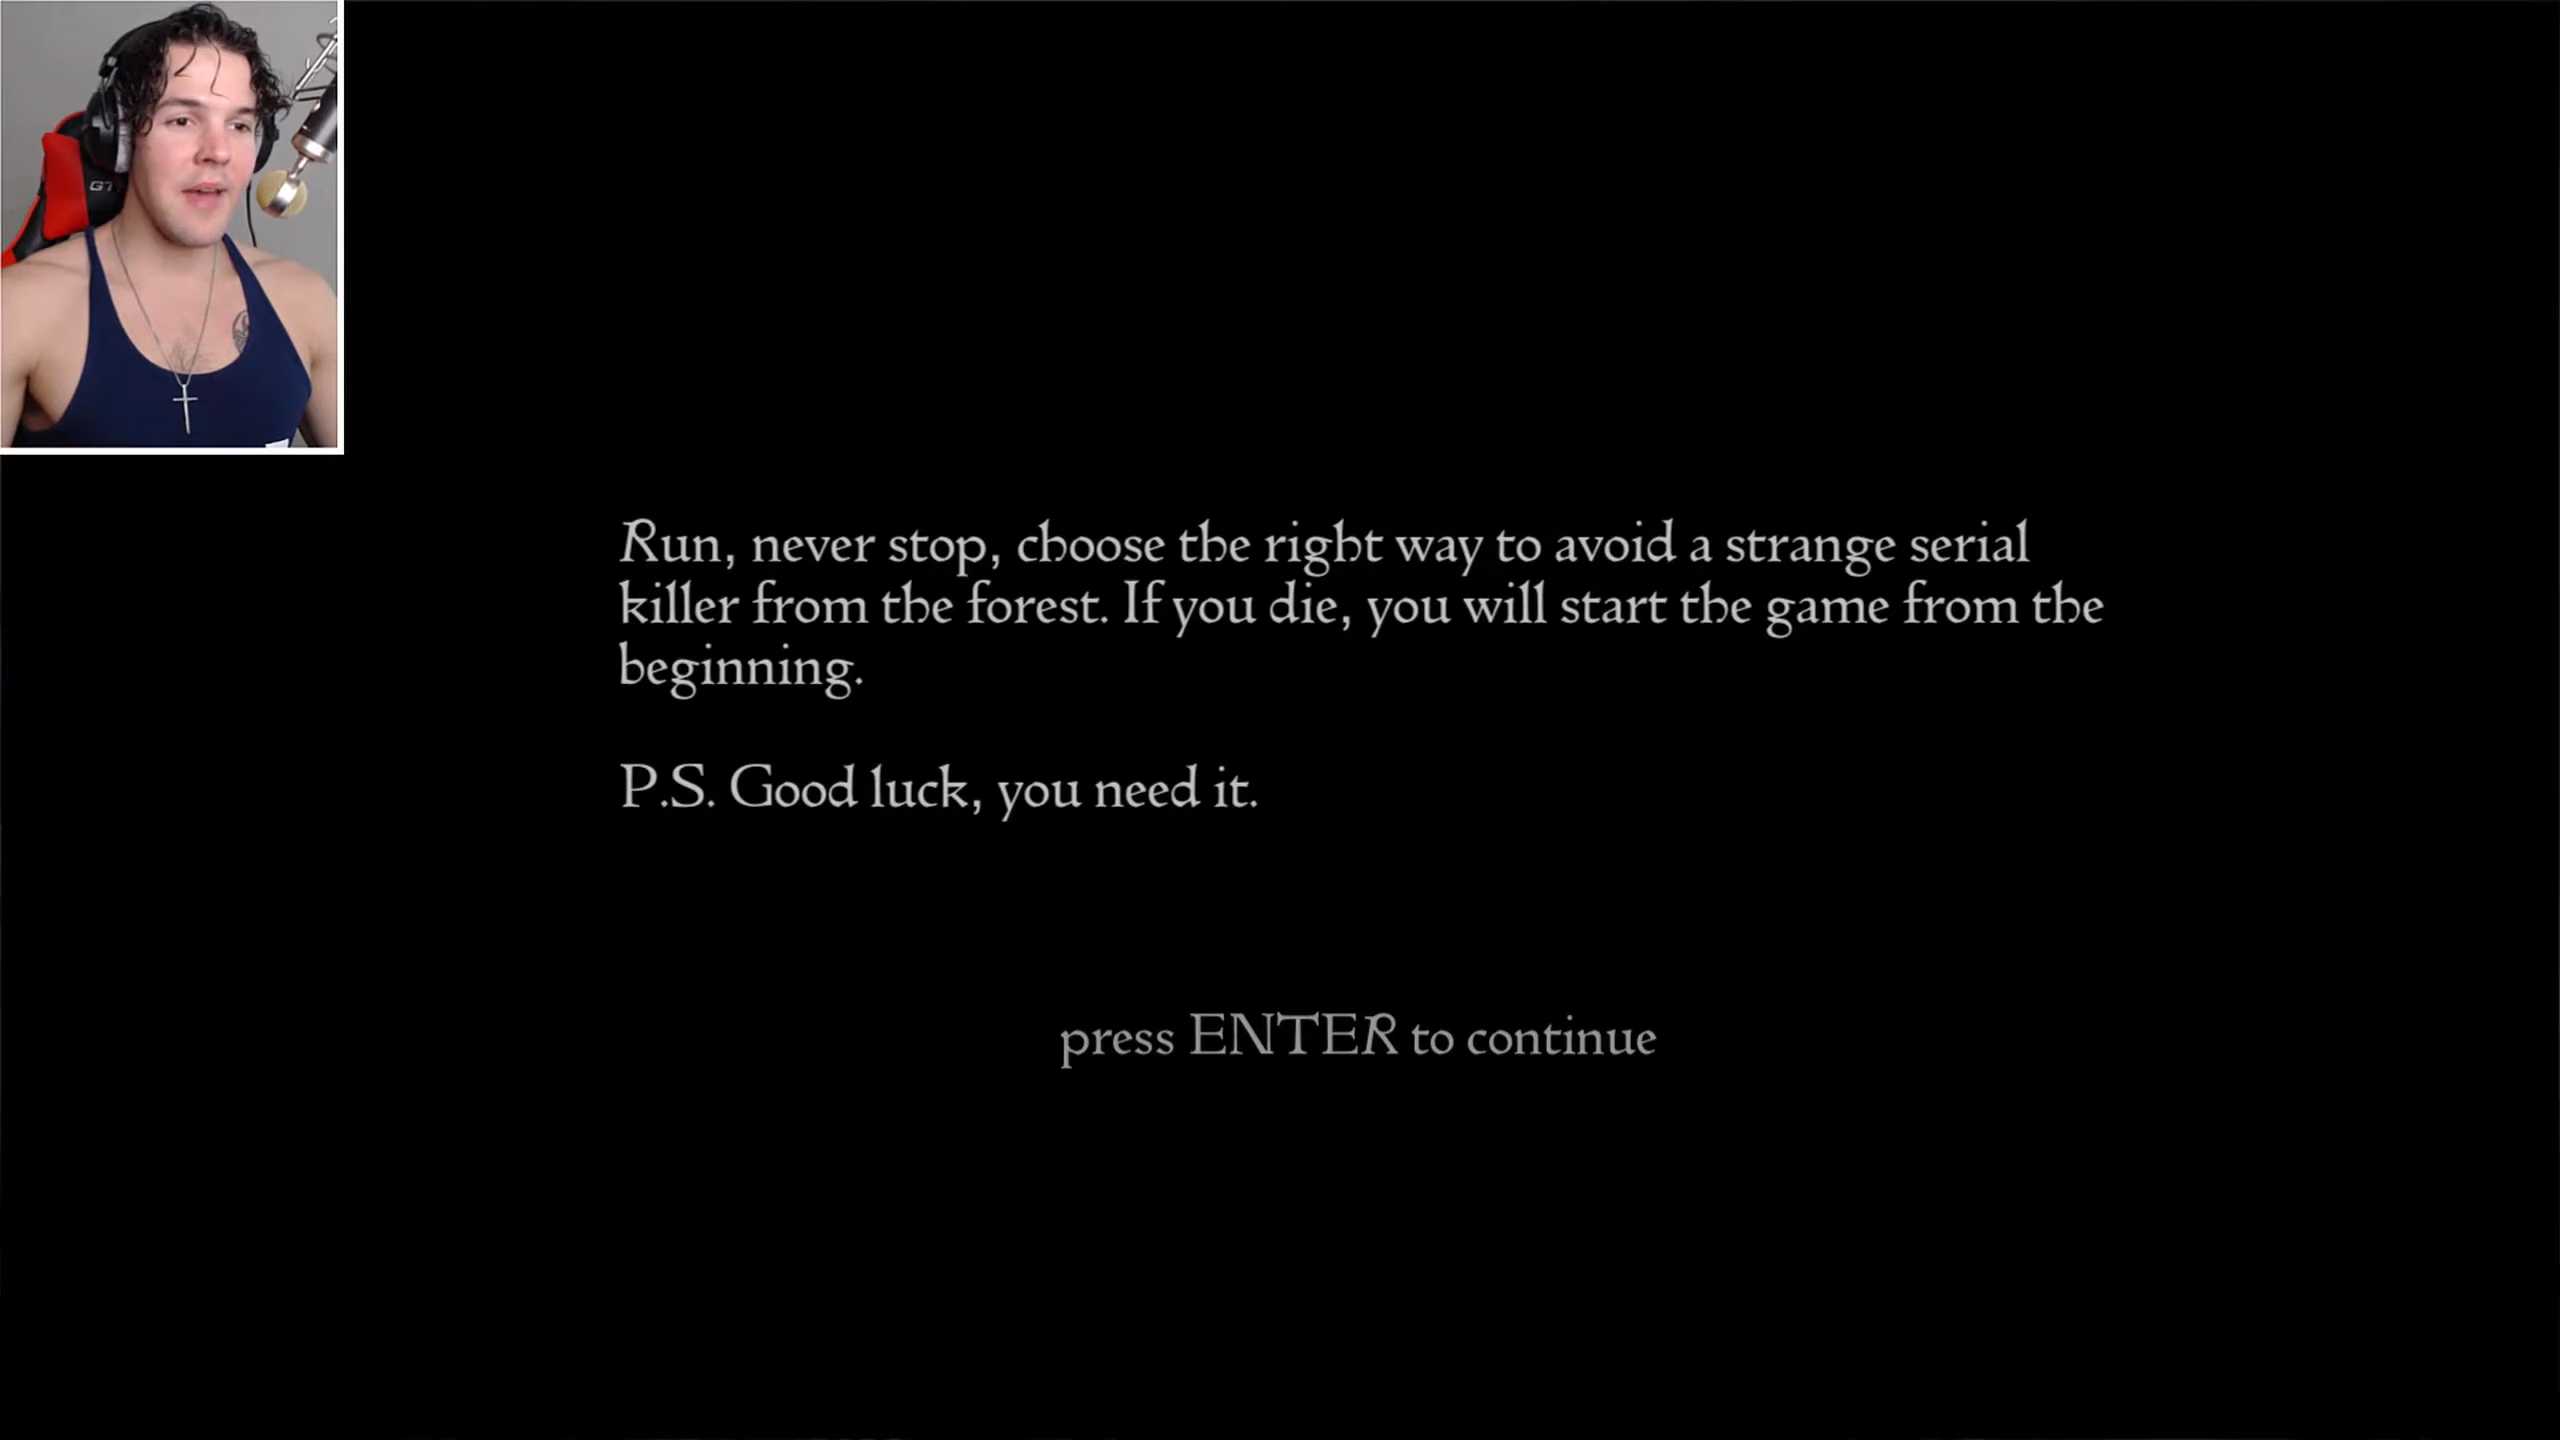 GT
Run, never stop, choose the right way to avoid a strange serial
killer from the forest. If you die, you will start the game from the
beginning.
P.S. Good luck, you need it.
press ENTER to continue